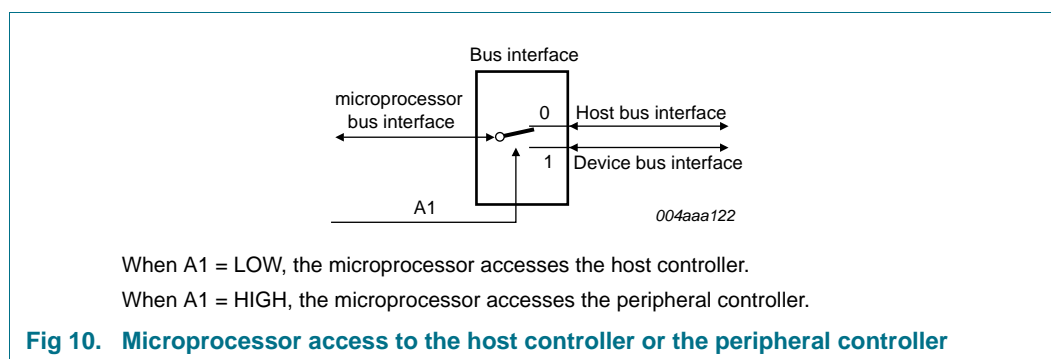 Bus interface
microprocessor
bus interface
0
Host bus interface
1
Device bus interface
A1
004aaa122
When A1 = LOW, the microprocessor accesses the host controller.
When A1 = HIGH, the microprocessor accesses the peripheral controller.
Fig 10. Microprocessor access to the host controller or the peripheral controller